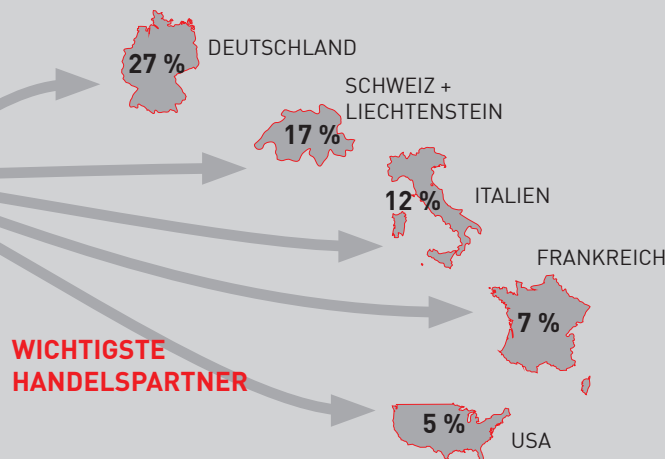 DEUTSCHLAND
27 %
SCHWEIZ +
LIECHTENSTEIN
17 %
12 %
ITALIEN
FRANKREICH
7 %
WICHTIGSTE
HANDELSPARTNER
5 %
USA